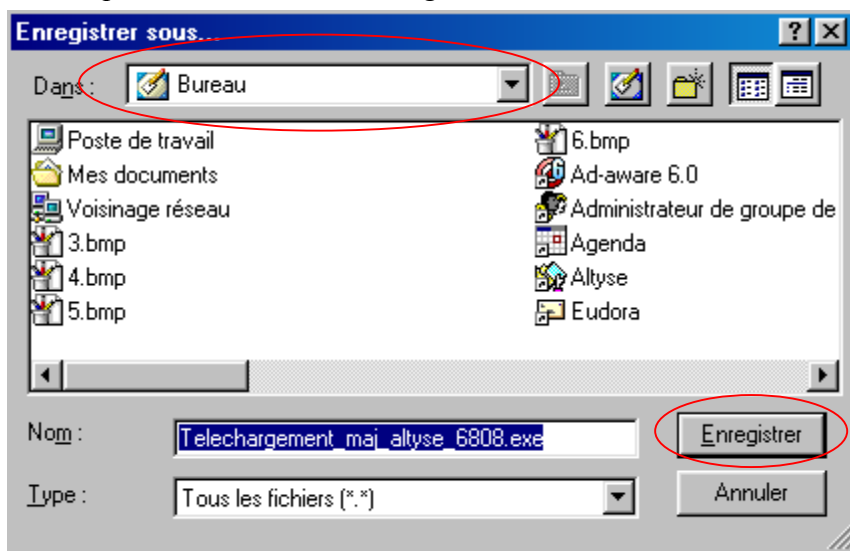 Enregistrer sous...
Dans :
Bureau
Poste de travail
Mes documents
Voisinage réseau
3.bmp
4.bmp
5.bmp
6.bmp
Ad-aware 6.0
Administrateur de groupe de
Agenda
Altyse
Eudora
Nom :
Telechargement_maj_altyse_6808.exe
Enregistrer
Type :
Tous les fichiers (*.*)
Annuler